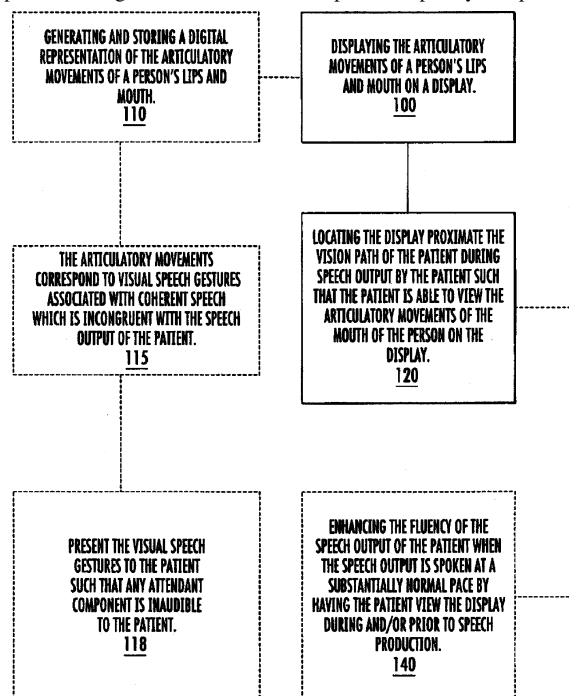 GENERATING AND STORING A DIGITAL
REPRESENTATION OF THE ARTICULATORY
MOVEMENTS OF A PERSON'S LIPS AND
MOUTH.
110
DISPLAYING THE ARTICULATORY
MOVEMENTS OF A PERSON'S LIPS
AND MOUTH ON A DISPLAY.
100
THE ARTICULATORY MOVEMENTS
CORRESPOND TO VISUAL SPEECH GESTURES
ASSOCIATED WITH COHERENT SPEECH
WHICH IS INCONGRUENT WITH THE SPEECH
OUTPUT OF THE PATIENT.
115
LOCATING THE DISPLAY PROXIMATE THE
VISION PATH OF THE PATIENT DURING
SPEECH OUTPUT BY THE PATIENT SUCH
THAT THE PATIENT IS ABLE TO VIEW THE
ARTICULATORY MOVEMENTS OF THE
MOUTH OF THE PERSON ON THE
DISPLAY.
120
PRESENT THE VISUAL SPEECH
GESTURES TO THE PATIENT
SUCH THAT ANY ATTENDANT
COMPONENT IS INAUDIBLE
TO THE PATIENT.
118
ENHANCING THE FLUENCY OF THE
SPEECH OUTPUT OF THE PATIENT WHEN
THE SPEECH OUTPUT IS SPOKEN AT A
SUBSTANTIALLY NORMAL PACE BY
HAVING THE PATIENT VIEW THE DISPLAY
DURING AND/OR PRIOR TO SPEECH
PRODUCTION.
140